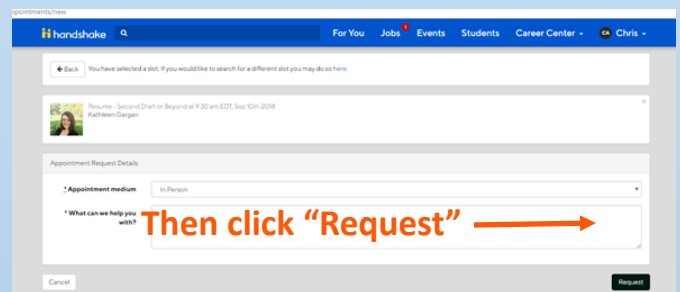 pointments/new
handshake For You Jobs Events Students Career Center CA Chris
Back You have selected a slot. If you would like to search for a different slot you may do so here.
Resume - Second Draft or Beyond at 9:30 am EDT, Sep 10th 2018 ×
Kathleen Gargan
Appointment Request Details
* Appointment medium In Person
* What can we help you with?
Then click “Request”
Cancel Request